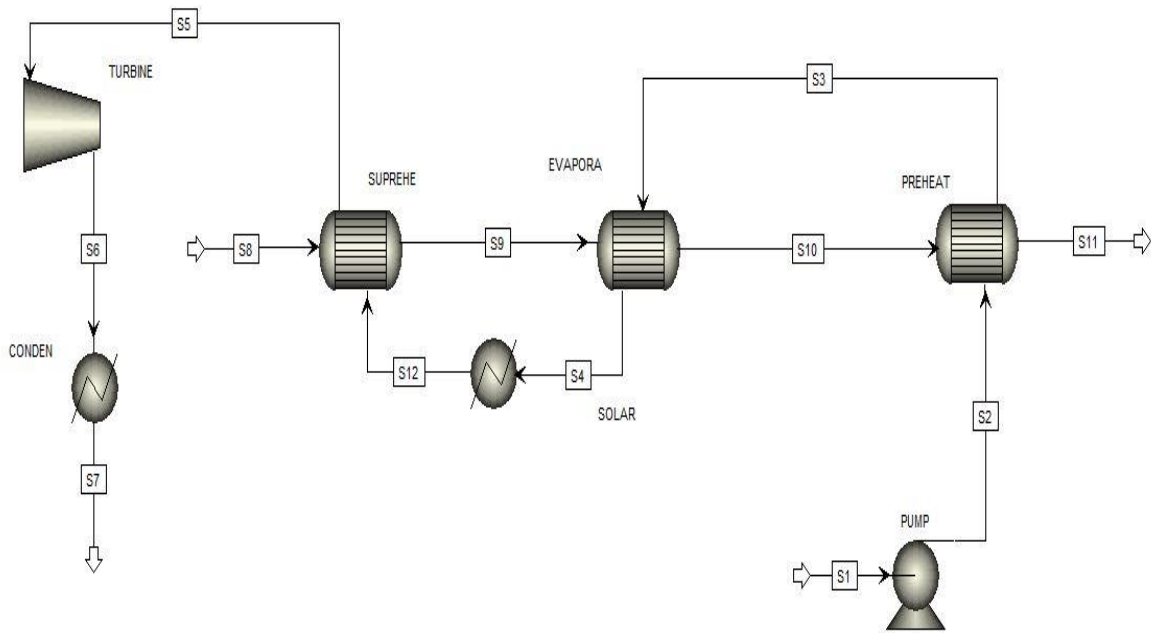 S5
TURBINE
S3
EVAPORA
SUPREHE
PREHEAT
S6
S8
S9
S10
S11
CONDEN
S12
S4
SOLAR
S2
S7
PUMP
S1